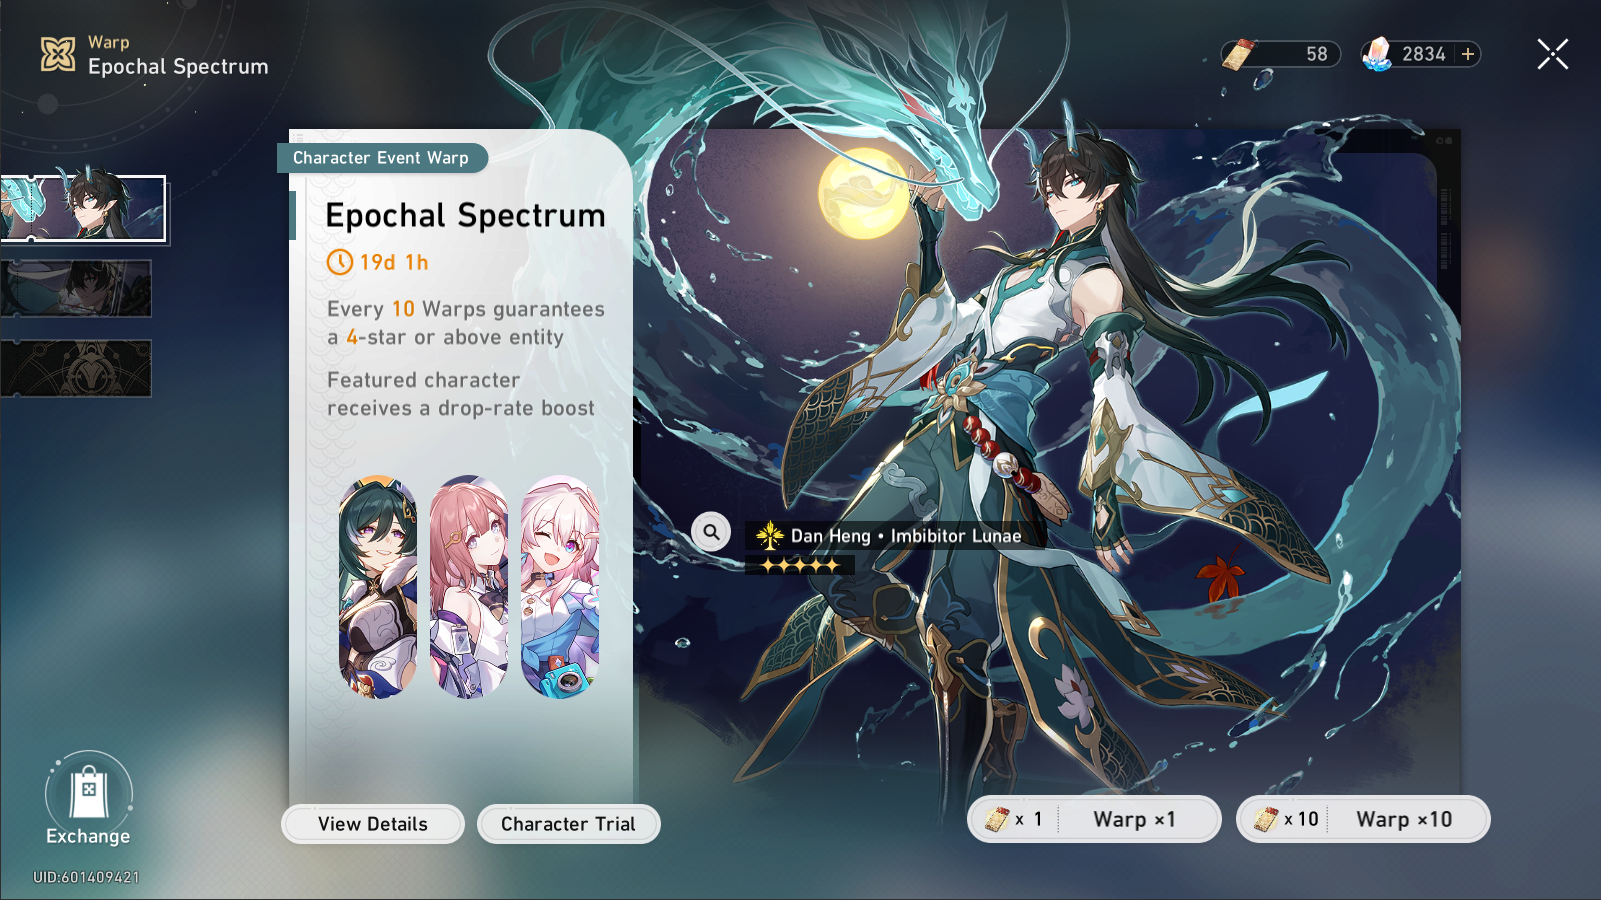 Warp
Epochal Spectrum
58
2834
Character Event Warp
Epochal Spectrum
19d 1h
Every 10 Warps guarantees
a 4-star or above entity
Featured character
receives a drop-rate boost
Dan Heng • Imbibitor Lunae
Exchange
View Details
Character Trial
x 1
Warp ×1
x 10
Warp ×10
UID:601409421